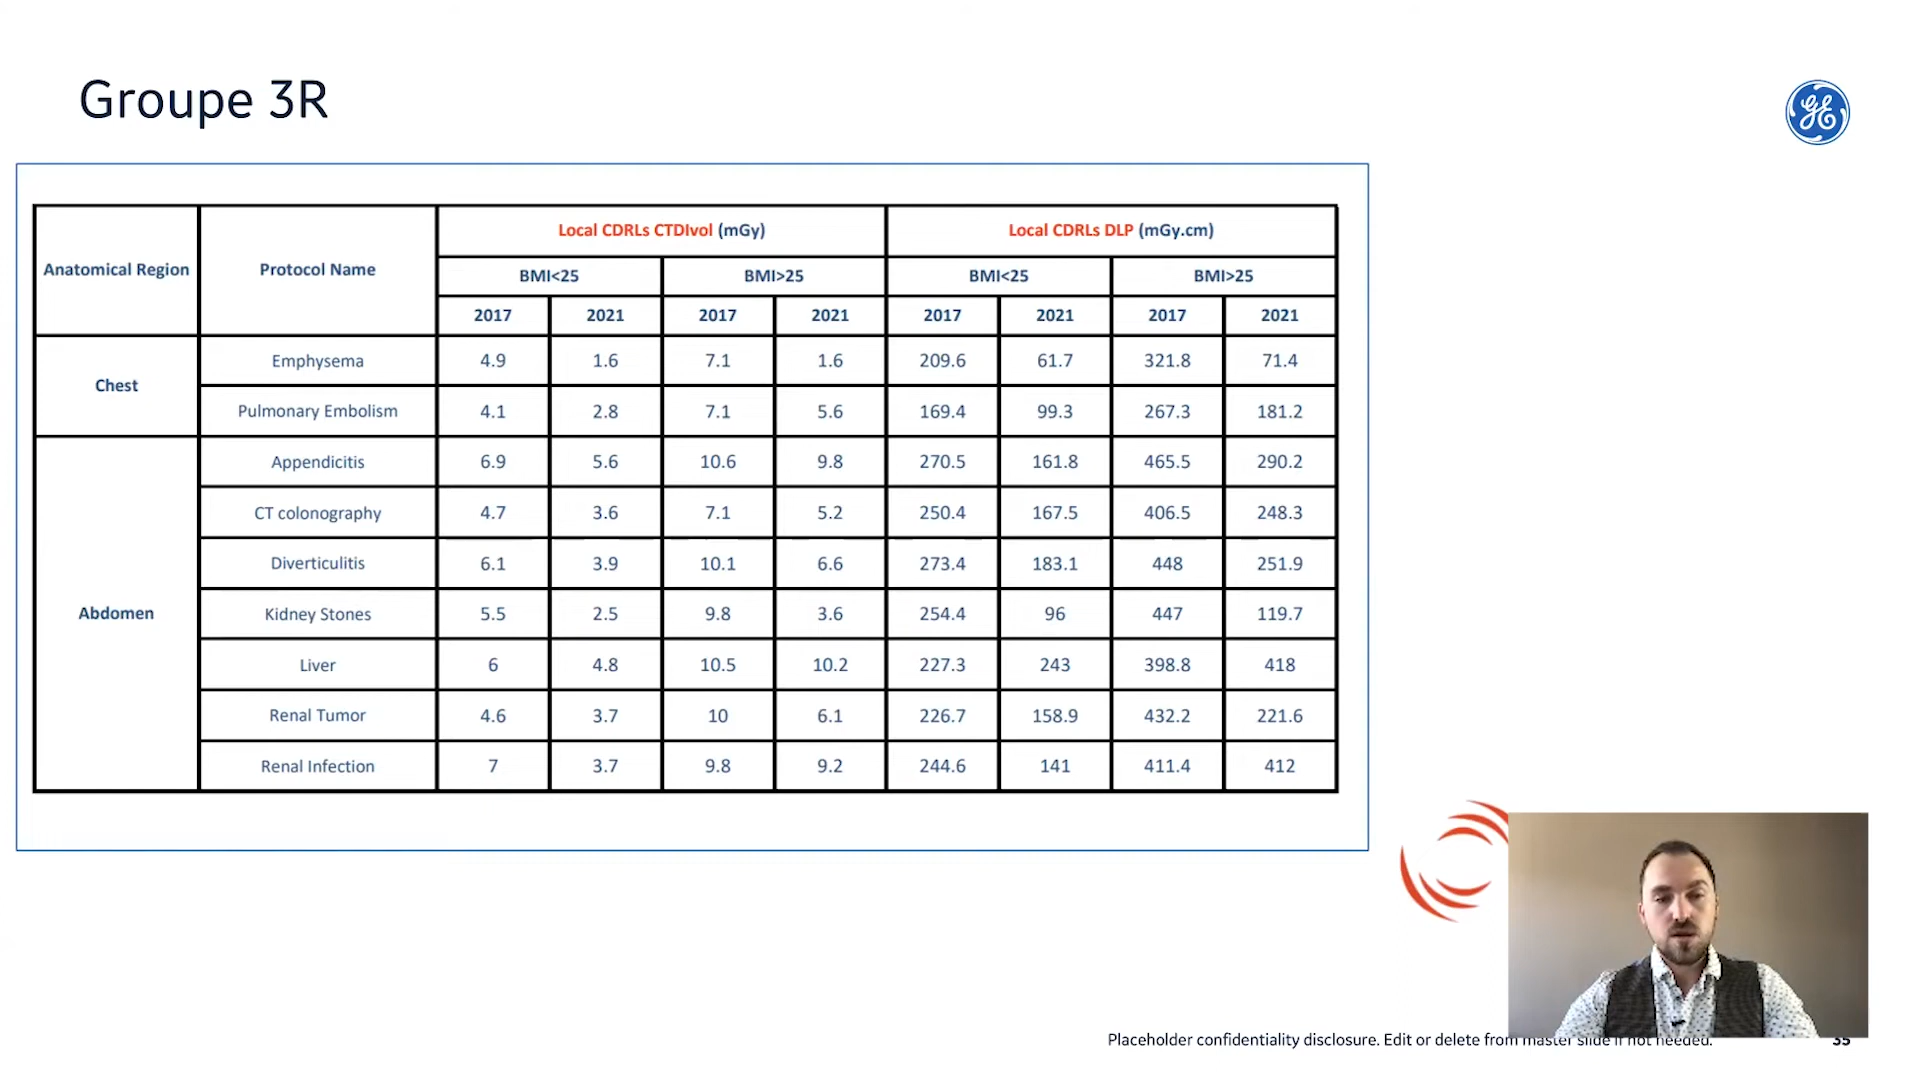 Groupe 3R
GE
Anatomical Region
Protocol Name
Local CDRLs CTDIvol (mGy)
Local CDRLs DLP (mGy.cm)
BMI<25 BMI>25 BMI<25 BMI>25
2017 2021 2017 2021 2017 2021 2017 2021
Chest
Emphysema 4.9 1.6 7.1 1.6 209.6 61.7 321.8 71.4
Pulmonary Embolism 4.1 2.8 7.1 5.6 169.4 99.3 267.3 181.2
Abdomen
Appendicitis 6.9 5.6 10.6 9.8 270.5 161.8 465.5 290.2
CT colonography 4.7 3.6 7.1 5.2 250.4 167.5 406.5 248.3
Diverticulitis 6.1 3.9 10.1 6.6 273.4 183.1 448 251.9
Kidney Stones 5.5 2.5 9.8 3.6 254.4 96 447 119.7
Liver 6 4.8 10.5 10.2 227.3 243 398.8 418
Renal Tumor 4.6 3.7 10 6.1 226.7 158.9 432.2 221.6
Renal Infection 7 3.7 9.8 9.2 244.6 141 411.4 412
Placeholder confidentiality disclosure. Edit or delete from master slide if not needed.
35